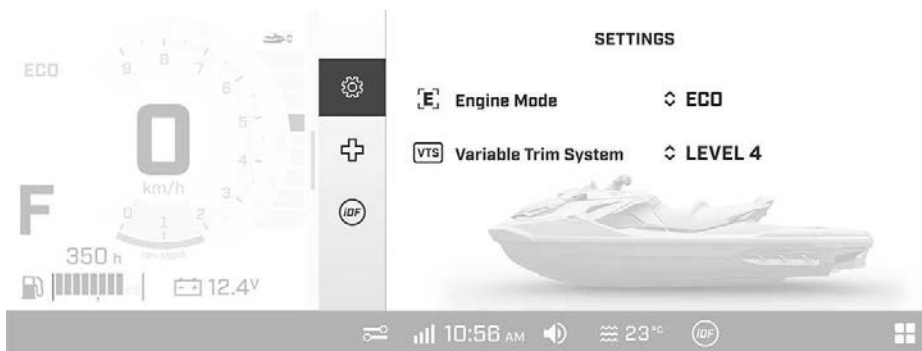 SETTINGS
ECO
9 8 7
6
5
4
3
0 1 2
0
km/h
F
350 h
12.4V
[E] Engine Mode ECO
VTS Variable Trim System LEVEL 4
iDF
10:56 AM 23°C iDF